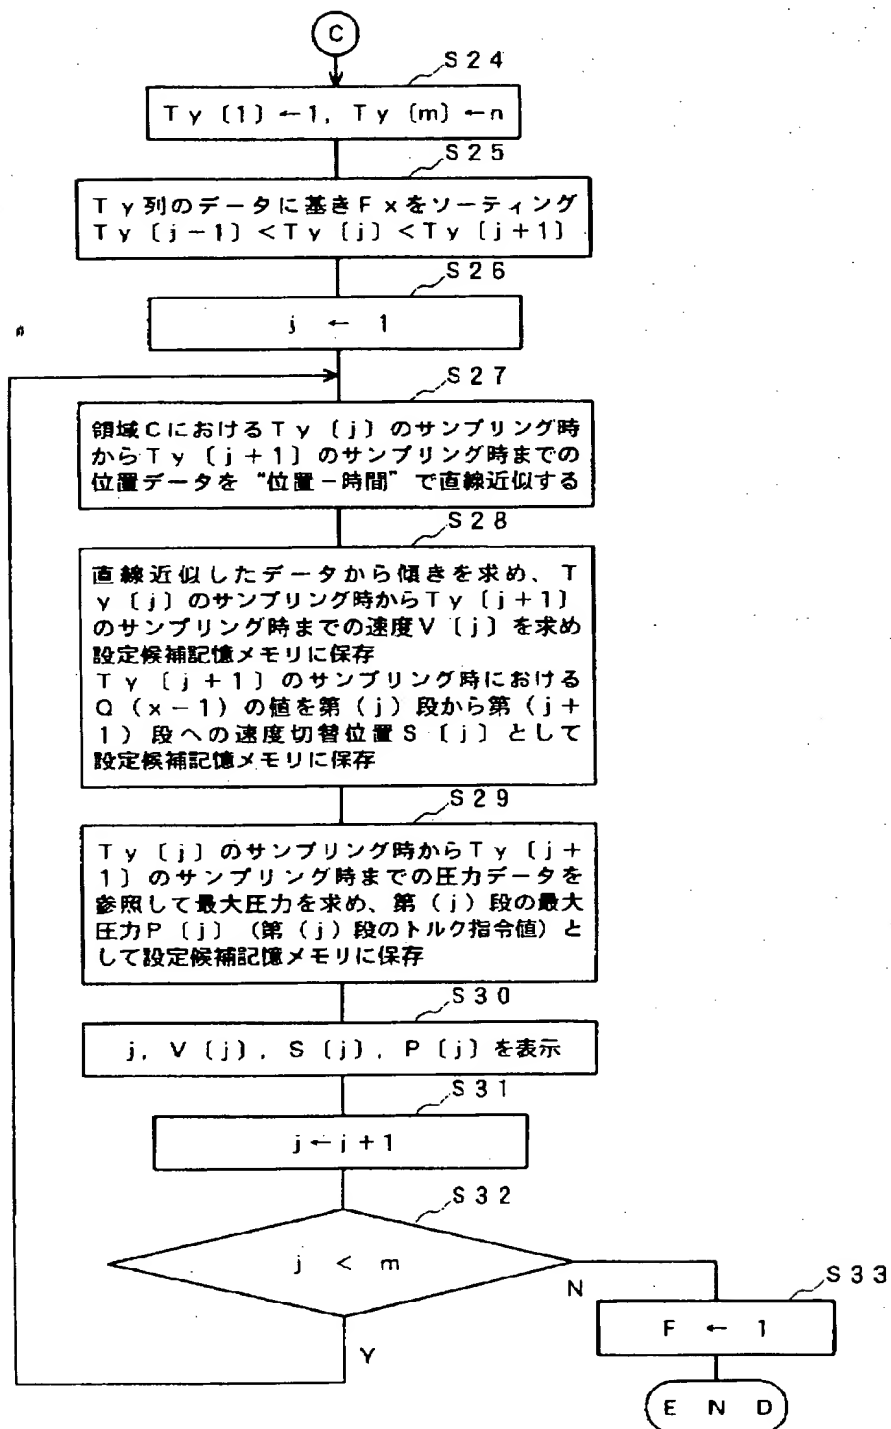 C
S24
Ty〔1〕←1, Ty〔m〕←n
S25
Ty列のデータに基きFxをソーティング
Ty〔j−1〕<Ty〔j〕<Ty〔j+1〕
S26
j ← 1
S27
領域CにおけるTy〔j〕のサンプリング時
からTy〔j+1〕のサンプリング時までの
位置データを“位置−時間”で直線近似する
S28
直線近似したデータから傾きを求め、T
y〔j〕のサンプリング時からTy〔j+1〕
のサンプリング時までの速度V〔j〕を求め
設定候補記憶メモリに保存
Ty〔j+1〕のサンプリング時における
Q(x−1)の値を第(j)段から第(j+
1)段への速度切替位置S〔j〕として
設定候補記憶メモリに保存
S29
Ty〔j〕のサンプリング時からTy〔j+
1〕のサンプリング時までの圧力データを
参照して最大圧力を求め、第(j)段の最大
圧力P〔j〕(第(j)段のトルク指令値)と
して設定候補記憶メモリに保存
S30
j, V〔j〕, S〔j〕, P〔j〕を表示
S31
j←j+1
S32
j < m
N
S33
F ← 1
Y
END